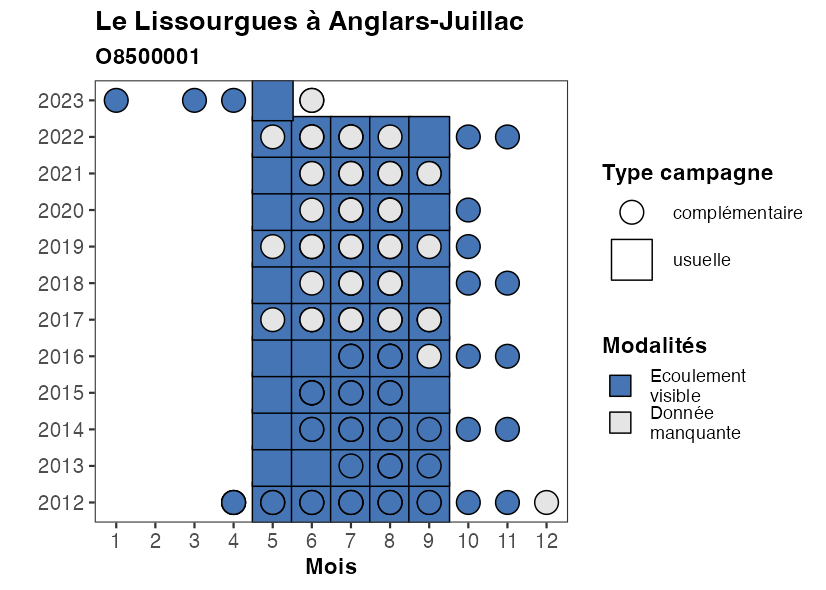 Le Lissourgues à Anglars-Juillac
O8500001
2023
2022
2021
2020
2019
2018
2017
2016
2015
2014
2013
2012
1 2 3 4 5 6 7 8 9 10 11 12
Mois
Type campagne
complémentaire
usuelle
Modalités
Ecoulement
visible
Donnée
manquante